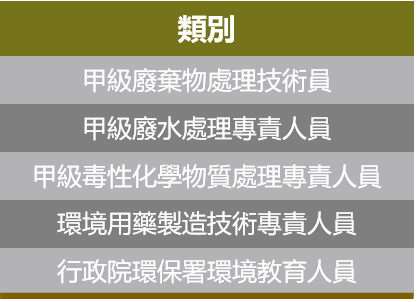 類別
甲級廢棄物處理技術員
甲級廢水處理專責人員
甲級毒性化學物質處理專責人員
環境用藥製造技術專責人員
行政院環保署環境教育人員